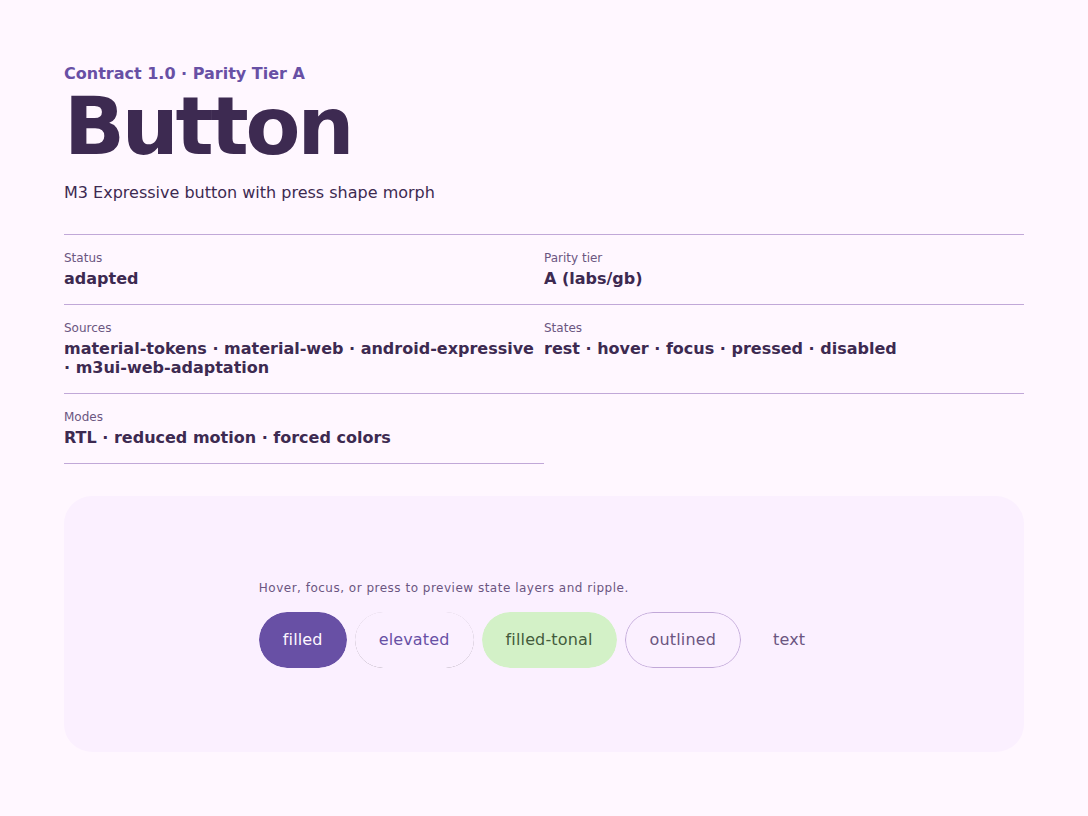 Contract 1.0 · Parity Tier A
Button
M3 Expressive button with press shape morph
Status
adapted
Parity tier
A (labs/gb)
Sources
material-tokens · material-web · android-expressive
· m3ui-web-adaptation
States
rest · hover · focus · pressed · disabled
Modes
RTL · reduced motion · forced colors
Hover, focus, or press to preview state layers and ripple.
filled
elevated
filled-tonal
outlined
text